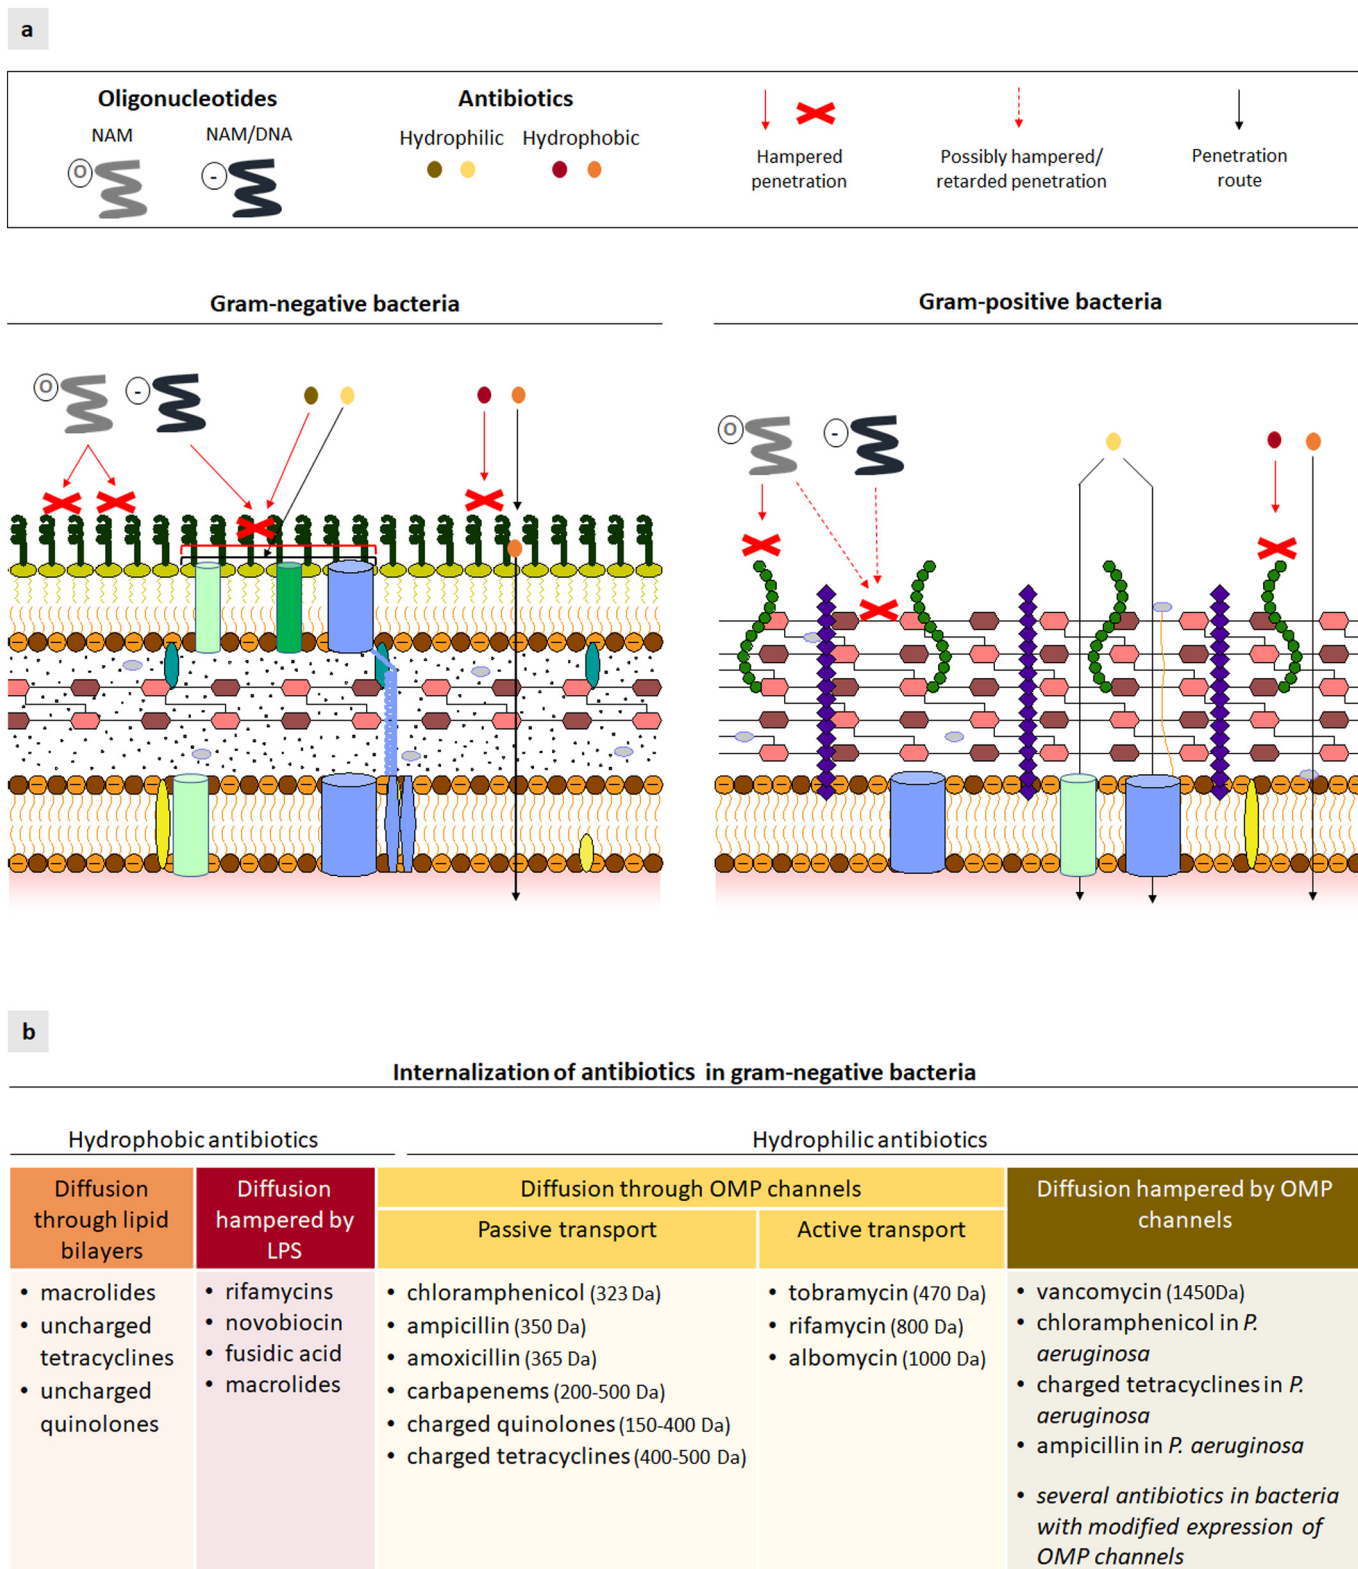 a
Oligonucleotides
NAM
NAM/DNA
O
-
Antibiotics
Hydrophilic
Hydrophobic
Hampered
penetration
Possibly hampered/
retarded penetration
Penetration
route
Gram-negative bacteria
O
-
Gram-positive bacteria
O
-
b
Internalization of antibiotics in gram-negative bacteria
Hydrophobic antibiotics
Hydrophilic antibiotics
Diffusion
through lipid
bilayers
Diffusion
hampered by
LPS
Diffusion through OMP channels
Passive transport
Active transport
Diffusion hampered by OMP
channels
• macrolides
• uncharged
tetracyclines
• uncharged
quinolones
• rifamycins
• novobiocin
• fusidic acid
• macrolides
• chloramphenicol (323 Da)
• ampicillin (350 Da)
• amoxicillin (365 Da)
• carbapenems (200-500 Da)
• charged quinolones (150-400 Da)
• charged tetracyclines (400-500 Da)
• tobramycin (470 Da)
• rifamycin (800 Da)
• albomycin (1000 Da)
• vancomycin (1450Da)
• chloramphenicol in P.
aeruginosa
• charged tetracyclines in P.
aeruginosa
• ampicillin in P. aeruginosa
• several antibiotics in bacteria
with modified expression of
OMP channels